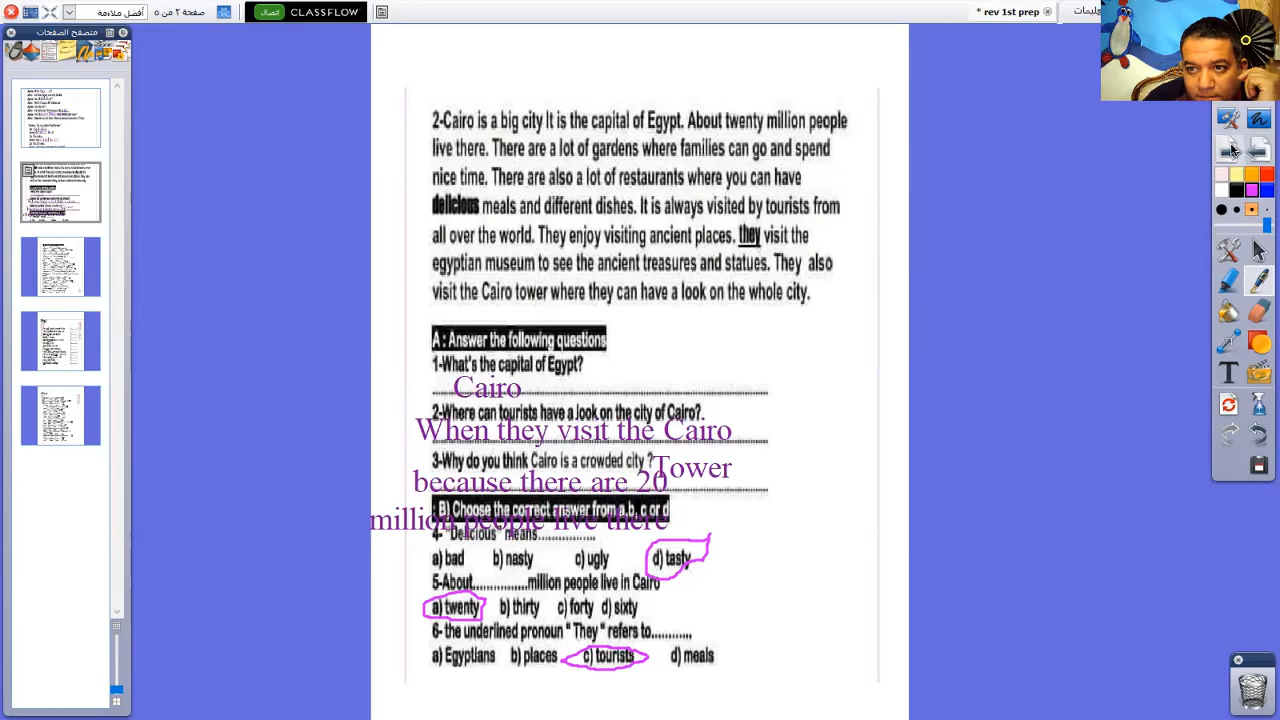 صفحة ٢ من ٥
أفضل ملاءمة
اتصال CLASSFLOW
rev 1st prep *
متصفح الصفحات
2-Cairo is a big city It is the capital of Egypt. About twenty million people
live there. There are a lot of gardens where families can go and spend
nice time. There are also a lot of restaurants where you can have
delicious meals and different dishes. It is always visited by tourists from
all over the world. They enjoy visiting ancient places. they visit the
egyptian museum to see the ancient treasures and statues. They also
visit the Cairo tower where they can have a look on the whole city.
A : Answer the following questions
1-What's the capital of Egypt?
Cairo
2-Where can tourists have a look on the city of Cairo?
When they visit the Cairo
Tower
3-Why do you think Cairo is a crowded city ?
because there are 20
million people live there
B) Choose the correct answer from a,b, c or d
4- "Delicious" means...............
a) bad b) nasty c) ugly d) tasty
5-About...............million people live in Cairo
a) twenty b) thirty c) forty d) sixty
6- the underlined pronoun " They " refers to...........
a) Egyptians b) places c) tourists d) meals
T